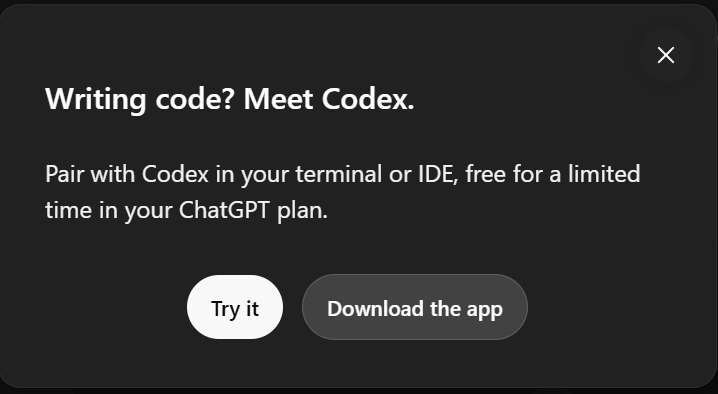 Writing code? Meet Codex.
Pair with Codex in your terminal or IDE, free for a limited
time in your ChatGPT plan.
Try it
Download the app